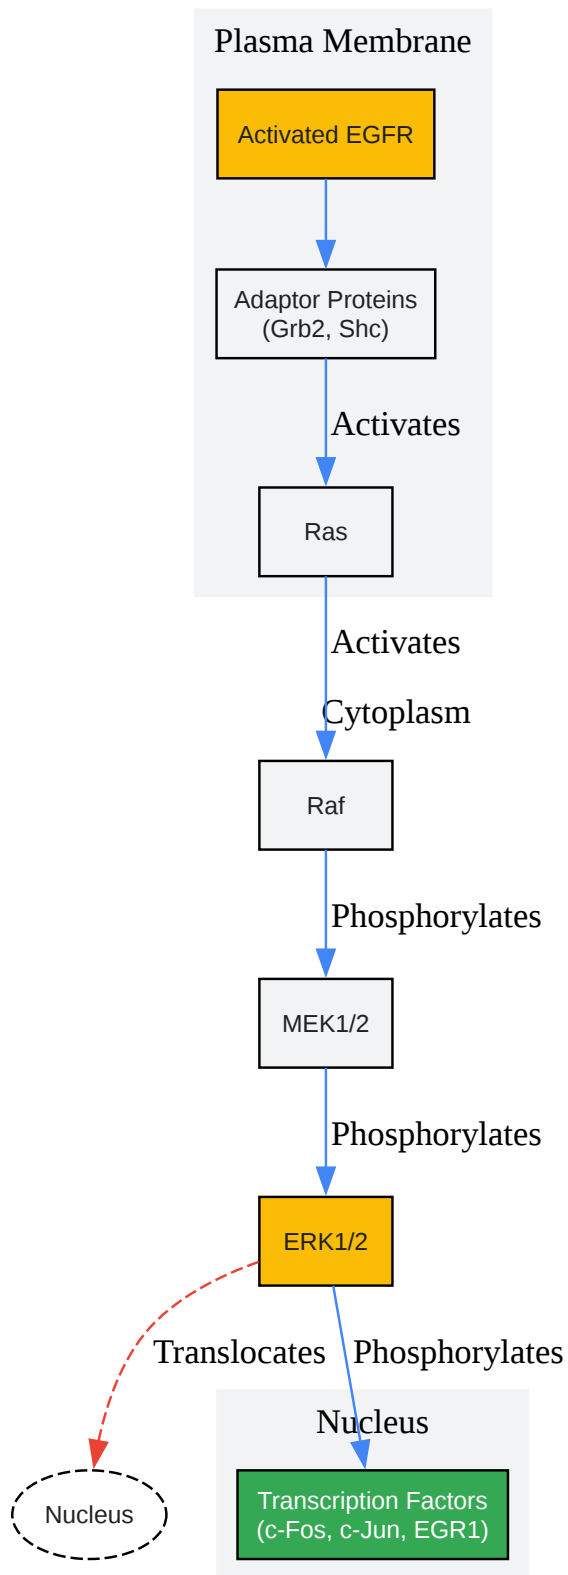 Plasma Membrane
Activated EGFR
Adaptor Proteins
(Grb2, Shc)
Activates
Ras
Activates
Cytoplasm
Raf
Phosphorylates
MEK1/2
Phosphorylates
ERK1/2
Translocates
Phosphorylates
Nucleus
Nucleus
Transcription Factors
(c-Fos, c-Jun, EGR1)